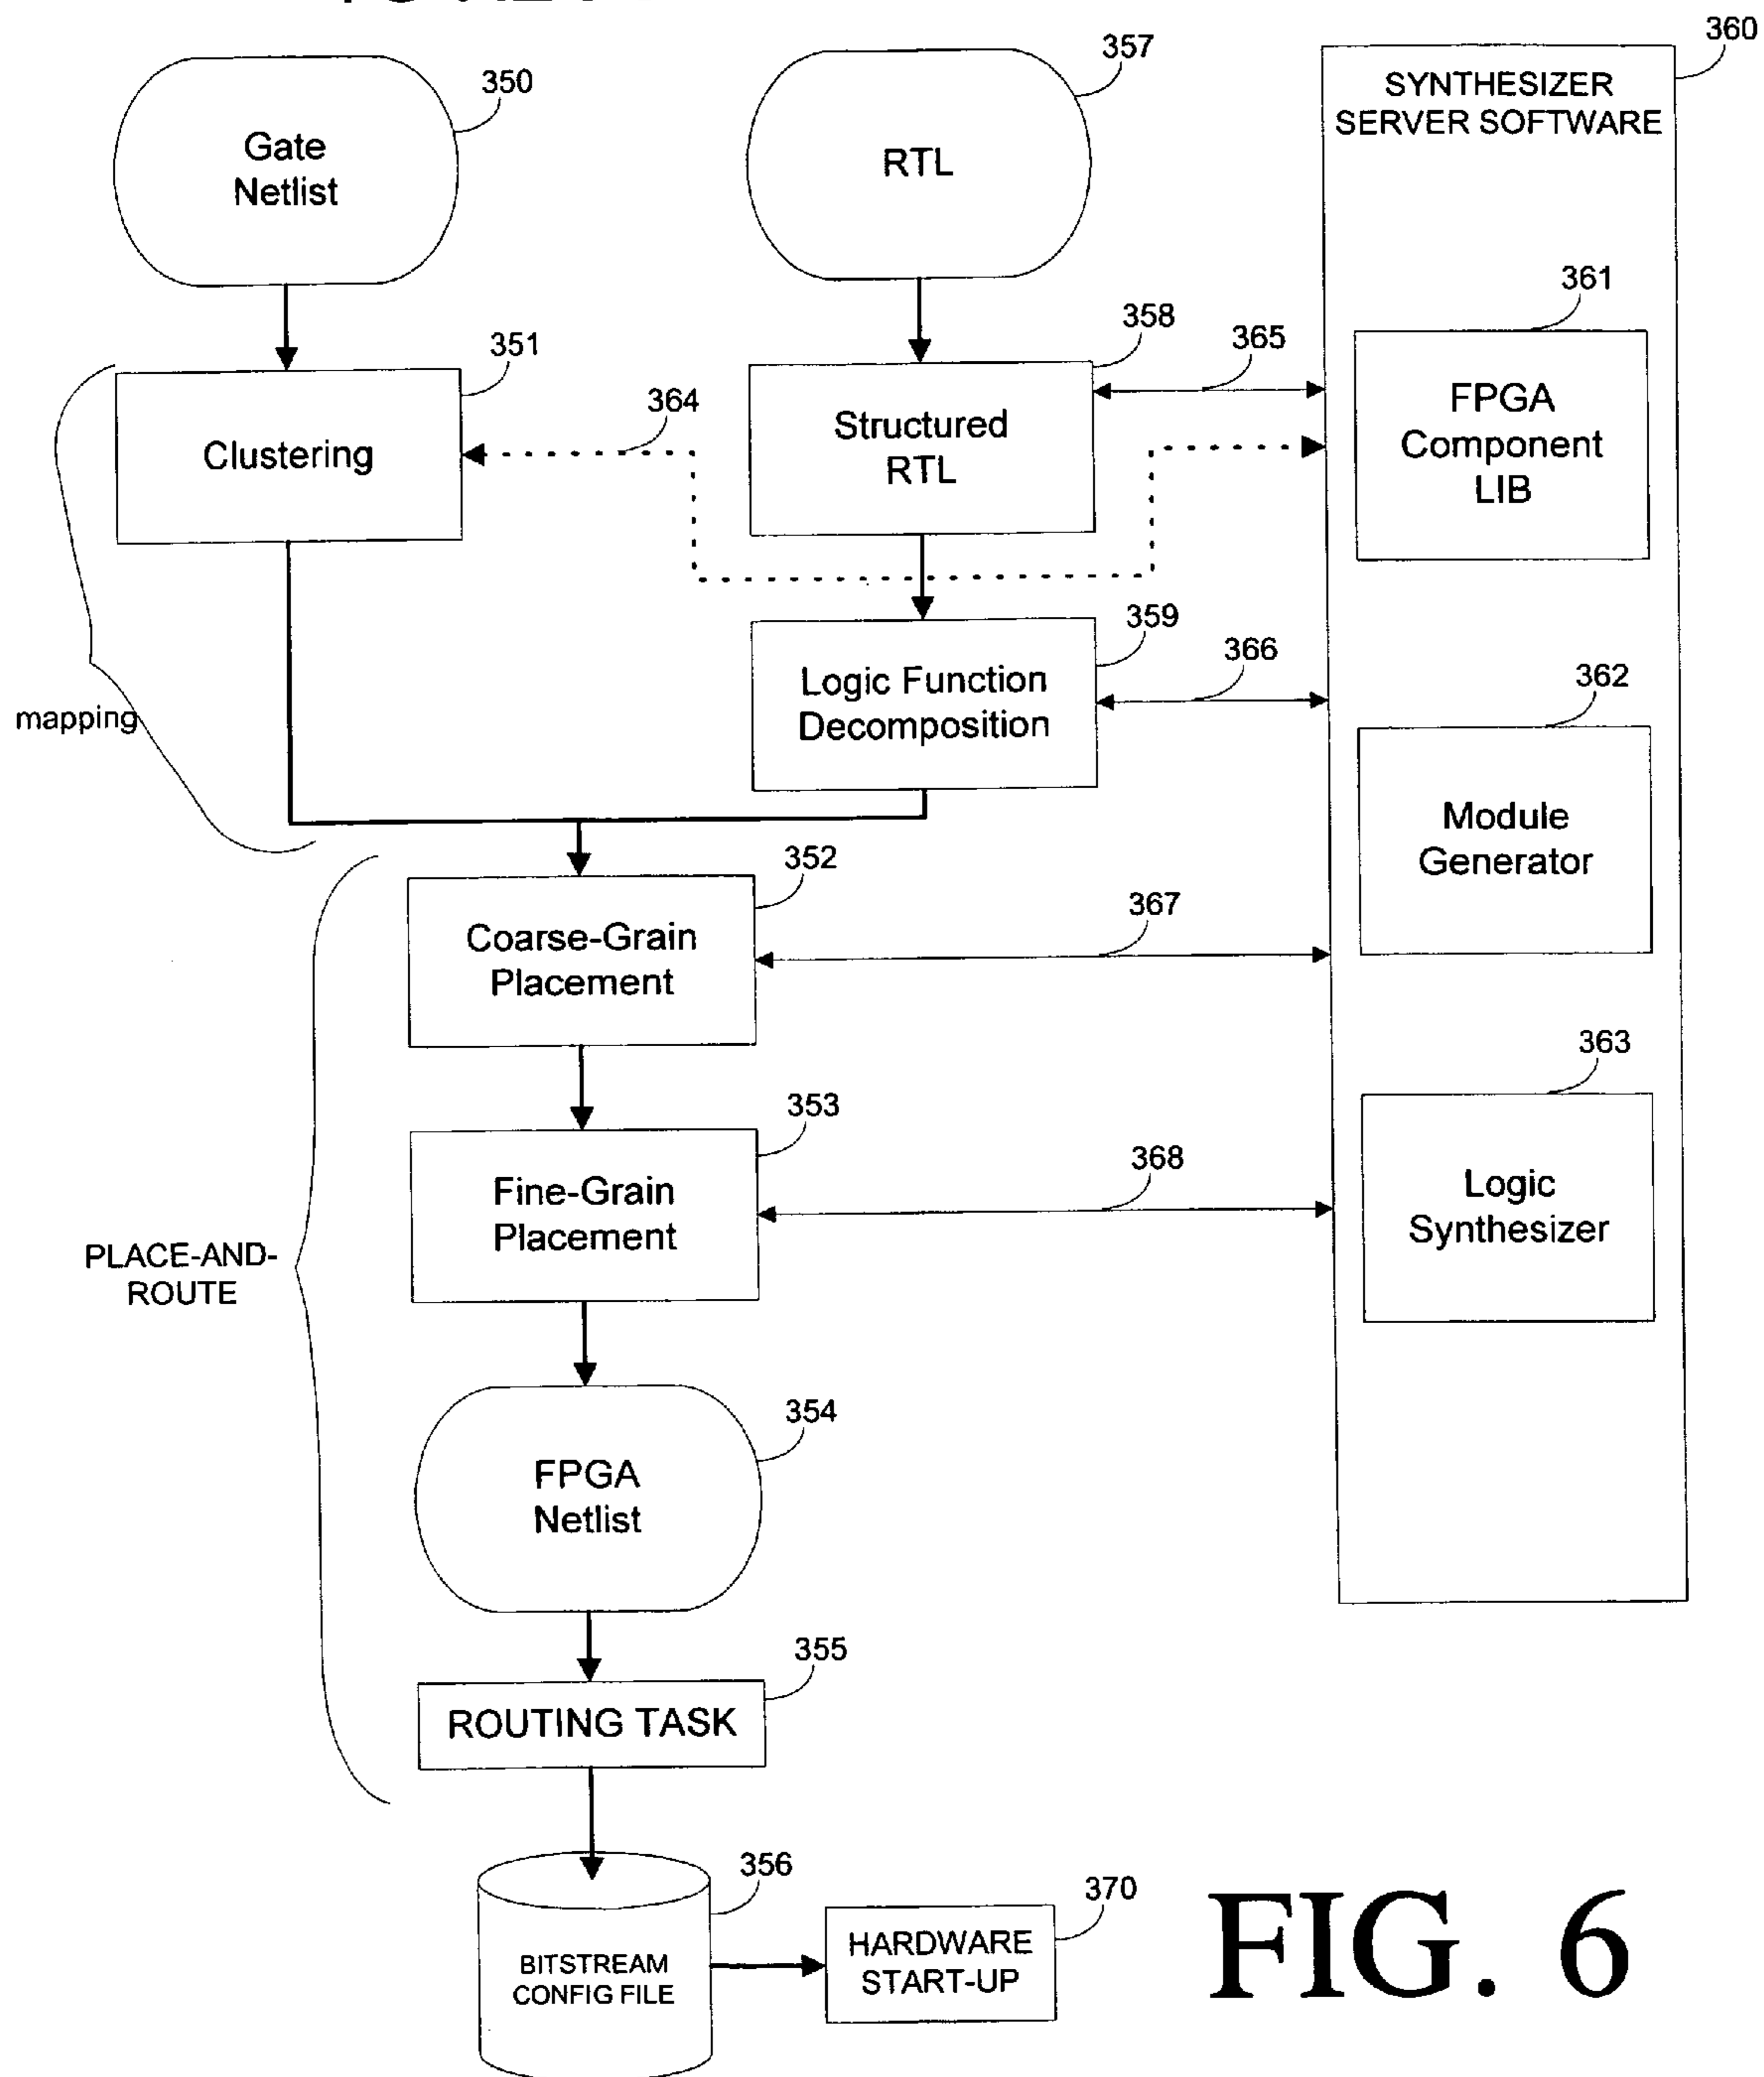 360
357
350
SYNTHESIZER
SERVER SOFTWARE
Gate
Netlist
RTL
361
358
365
351
364
FPGA
Component
LIB
Clustering
Structured
RTL
359
366
362
Logic Function
Decomposition
mapping
Module
Generator
352
367
Coarse-Grain
Placement
363
353
368
Fine-Grain
Placement
Logic
Synthesizer
PLACE-AND-
ROUTE
354
FPGA
Netlist
355
ROUTING TASK
356
370
BITSTREAM
CONFIG FILE
HARDWARE
START-UP
FIG. 6